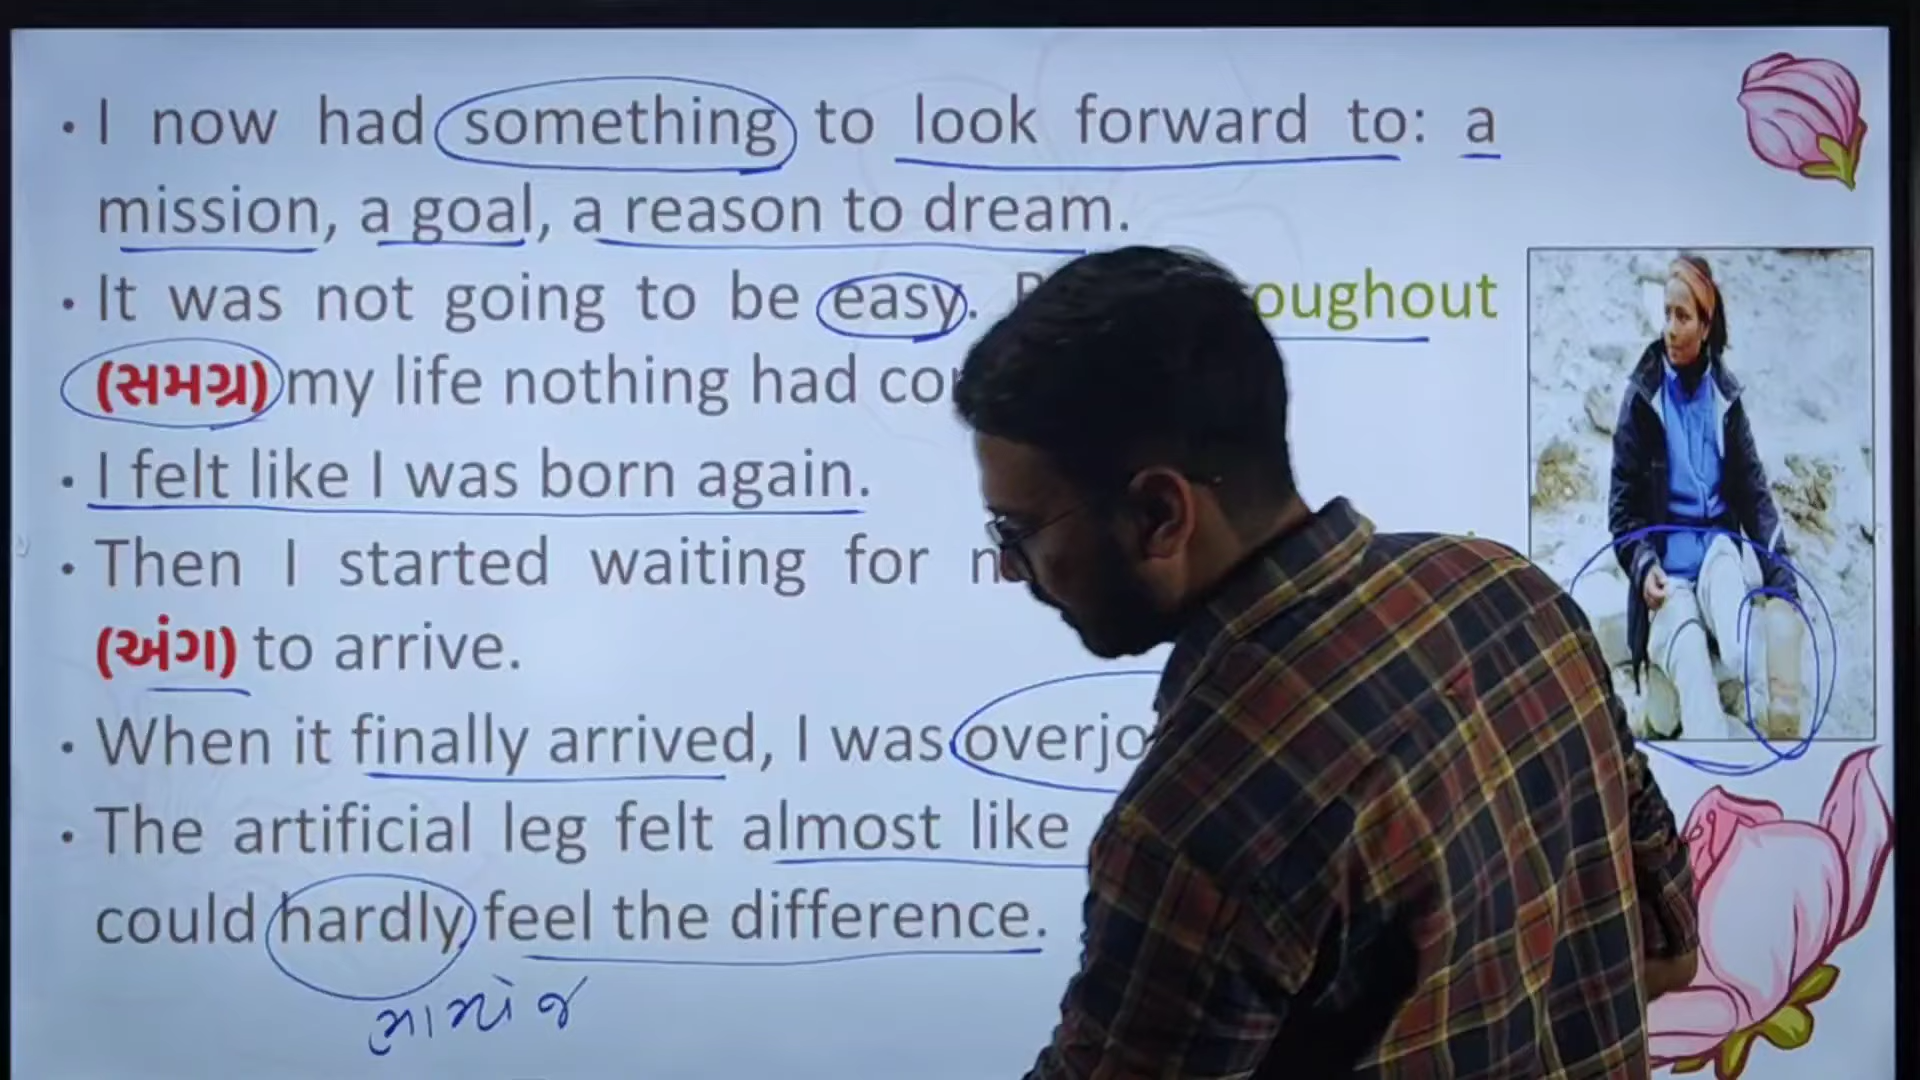 • I now had something to look forward to: a
mission, a goal, a reason to dream.
• It was not going to be easy. oughout
(સમગ્ર) my life nothing had co
• I felt like I was born again.
• Then I started waiting for
(અંગ) to arrive.
• When it finally arrived, I was overjo
• The artificial leg felt almost like
could hardly feel the difference.